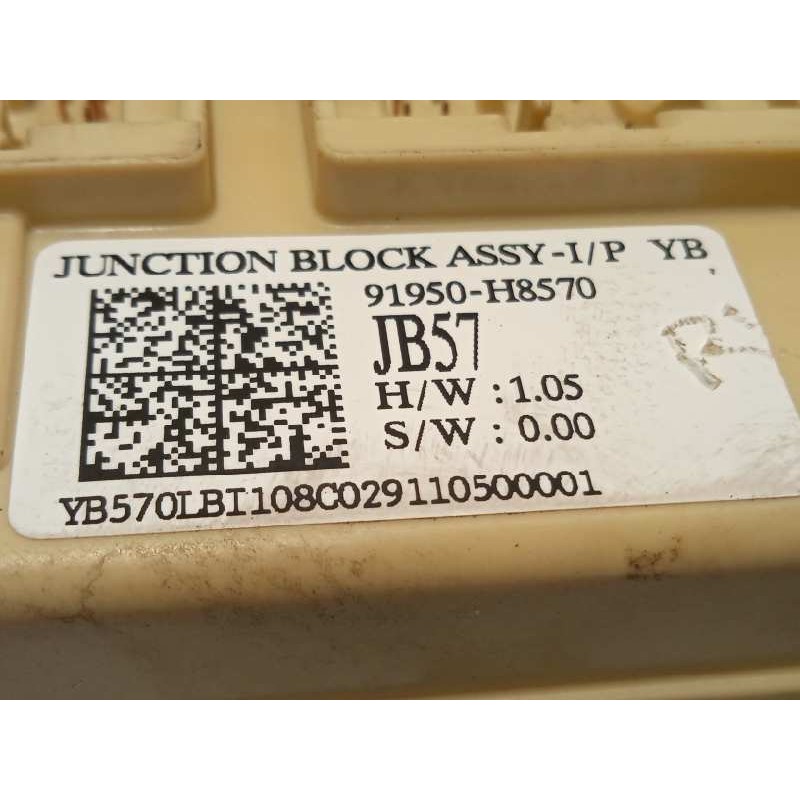 JUNCTION BLOCK ASSY-I/P YB
91950-H8570
JB57
H/W : 1.05
S/W : 0.00
YB570LBI108C029110500001